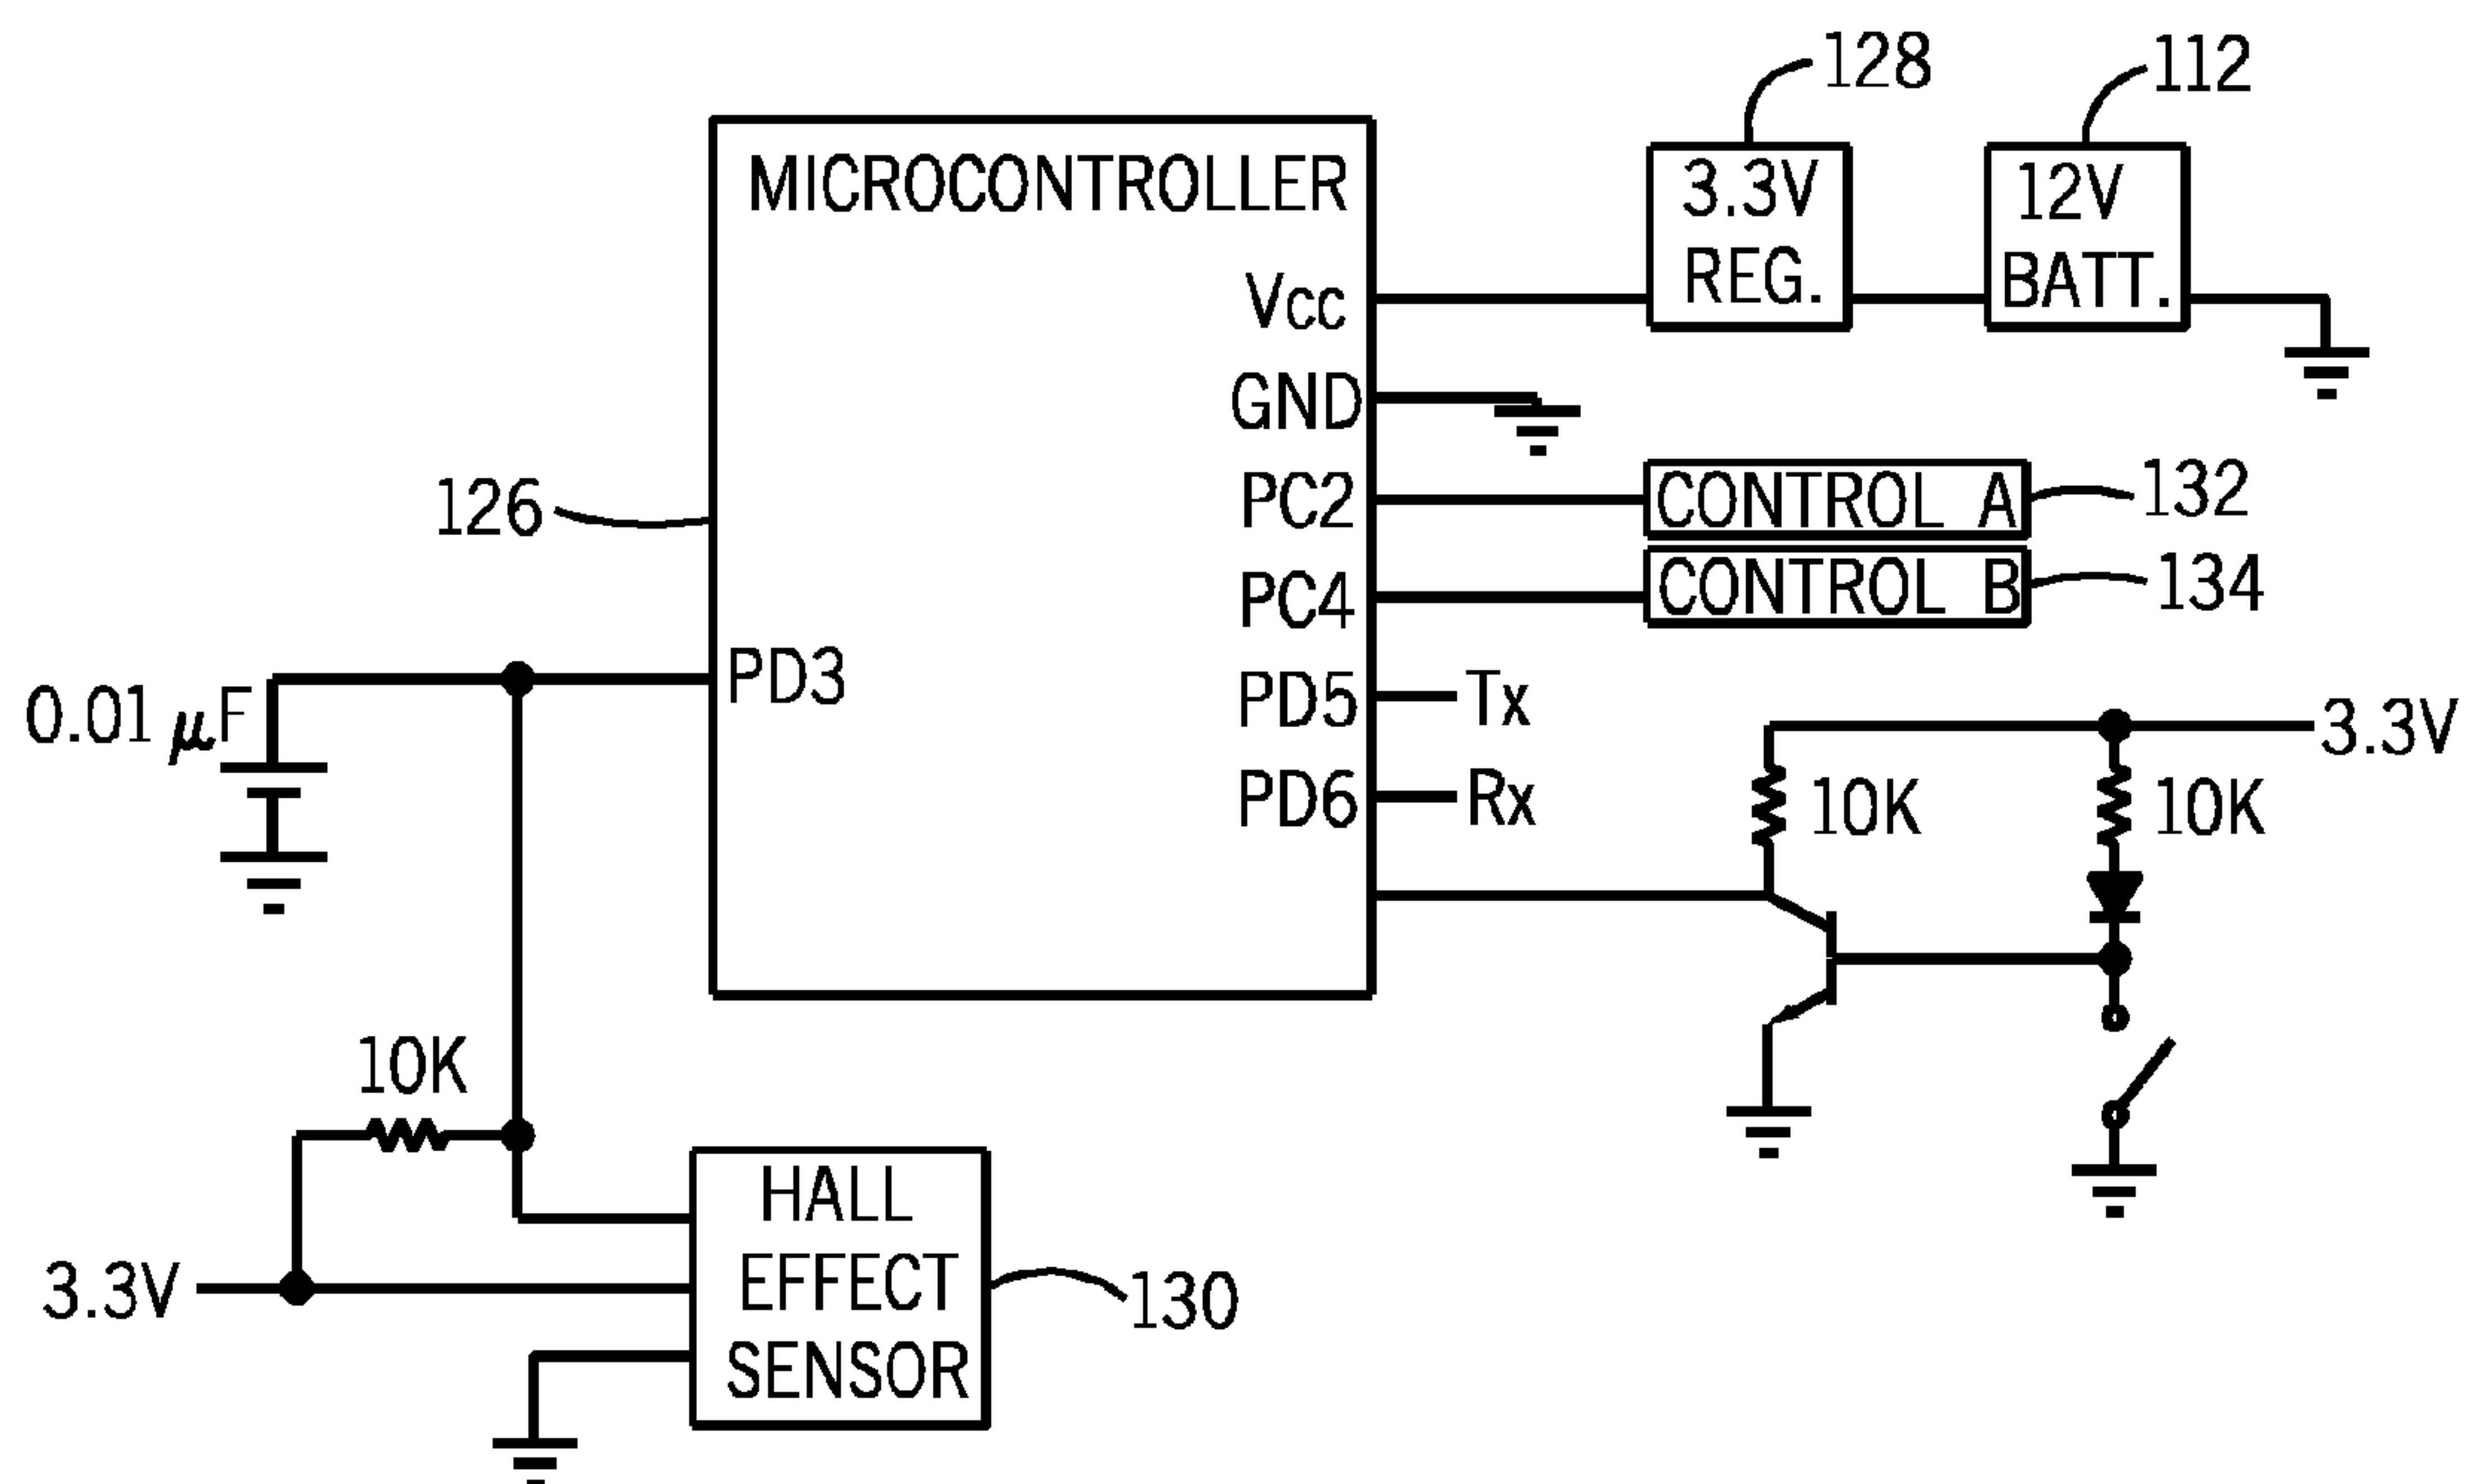 128
112
MICROCONTROLLER
3.3V
REG.
12V
BATT.
Vcc
GND
126
PC2
CONTROL A
132
PC4
CONTROL B
134
PD3
0.01 µF
PD5
Tx
3.3V
PD6
Rx
10K
10K
10K
HALL
EFFECT
SENSOR
3.3V
130